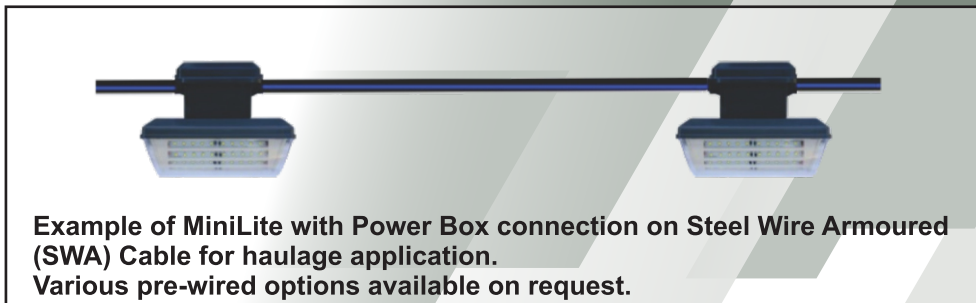 Example of MiniLite with Power Box connection on Steel Wire Armoured
(SWA) Cable for haulage application.
Various pre-wired options available on request.